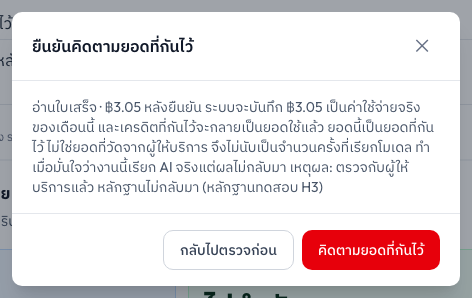 ยืนยันคิดตามยอดที่กันไว้
อ่านใบเสร็จ · ฿3.05 หลังยืนยัน ระบบจะบันทึก ฿3.05 เป็นค่าใช้จ่ายจริง
ของเดือนนี้ และเครดิตที่กันไว้จะกลายเป็นยอดใช้แล้ว ยอดนี้เป็นยอดที่กัน
ไว้ ไม่ใช่ยอดที่วัดจากผู้ให้บริการ จึงไม่นับเป็นจำนวนครั้งที่เรียกโมเดล ทำ
เมื่อมั่นใจว่างานนี้เรียก AI จริงแต่ผลไม่กลับมา เหตุผล: ตรวจกับผู้ให้
บริการแล้ว หลักฐานไม่กลับมา (หลักฐานทดสอบ H3)
กลับไปตรวจก่อน
คิดตามยอดที่กันไว้